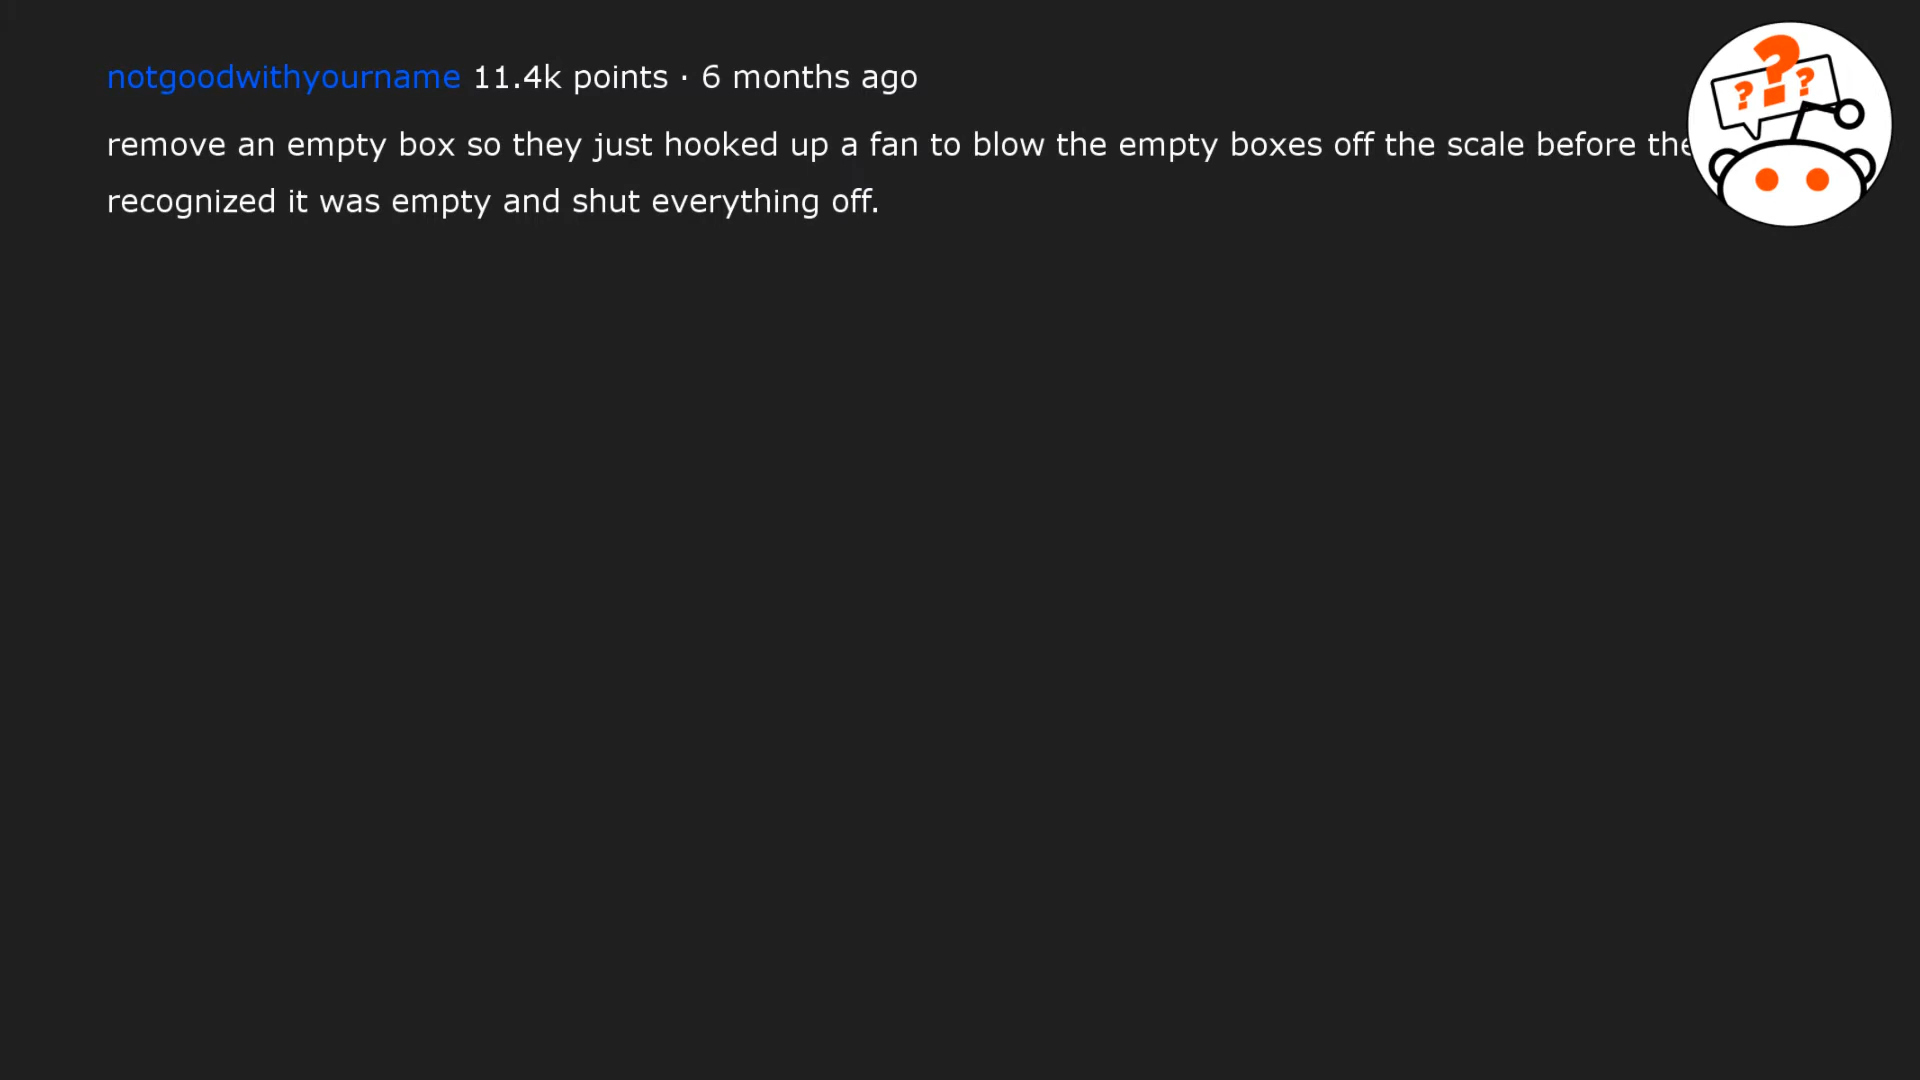 notgoodwithyourname 11.4k points · 6 months ago
? ? ?
remove an empty box so they just hooked up a fan to blow the empty boxes off the scale before the
recognized it was empty and shut everything off.